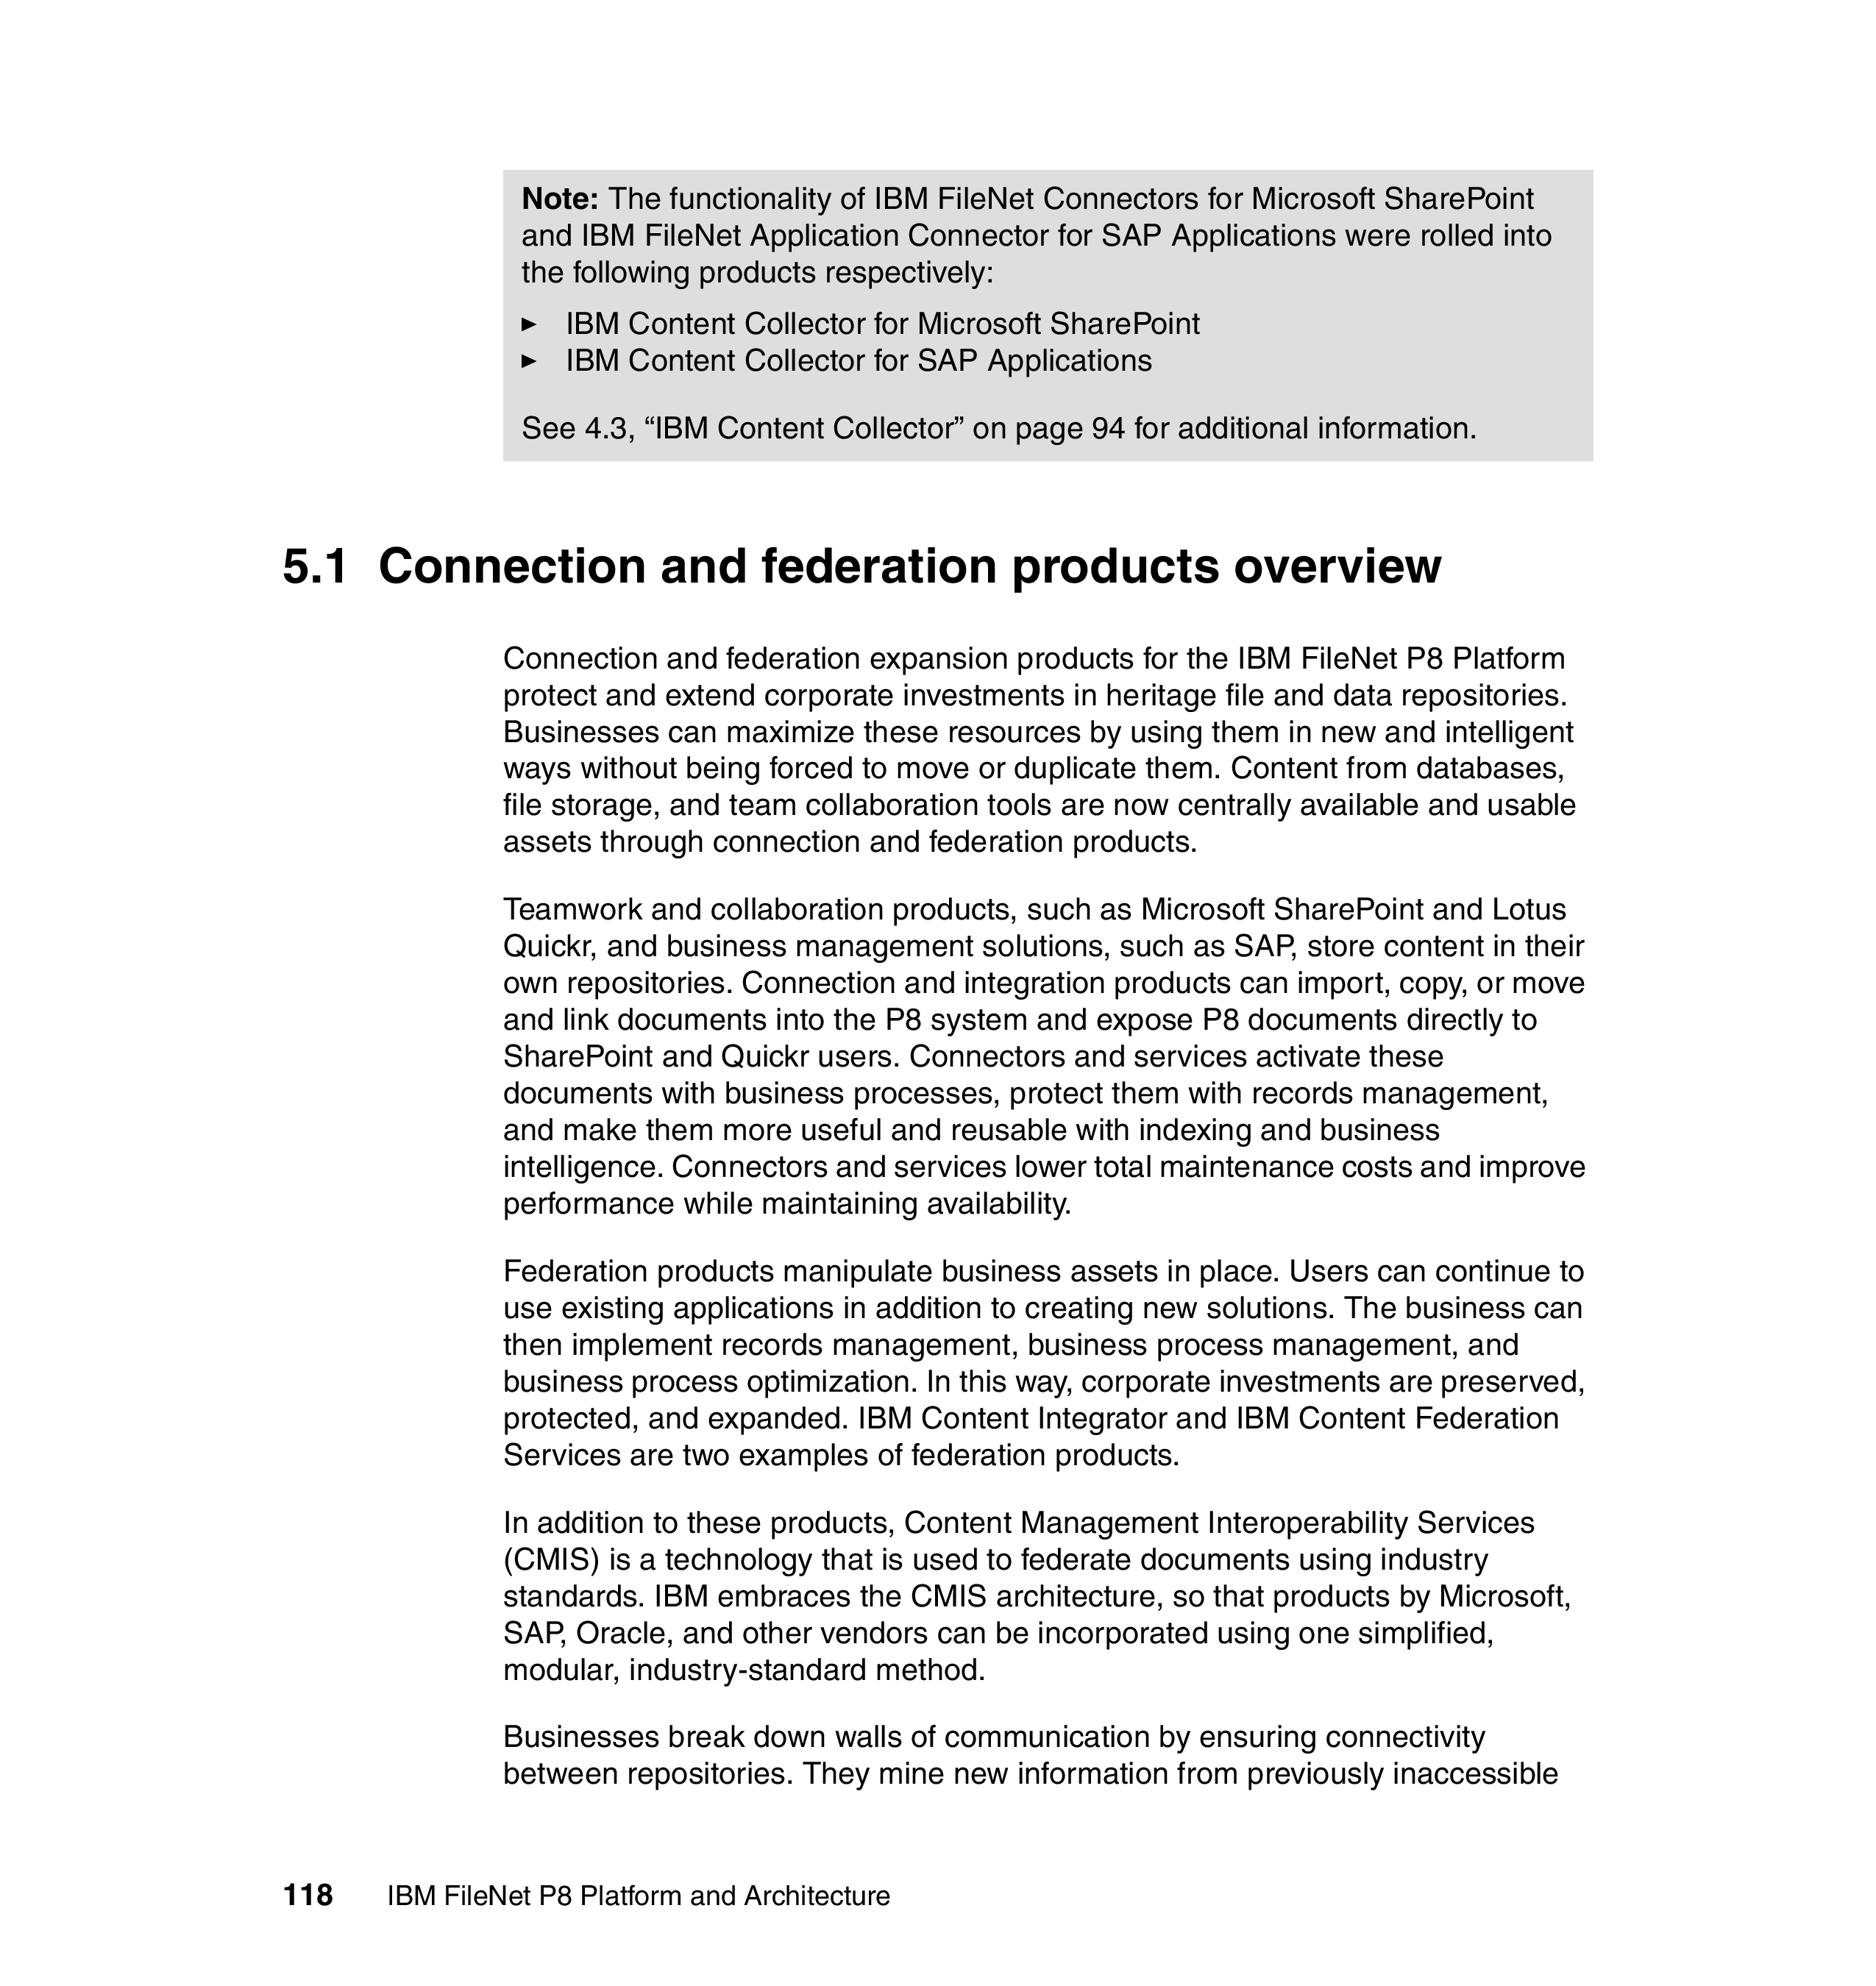 Note: The functionality of IBM FileNet Connectors for Microsoft SharePoint
and IBM FileNet Application Connector for SAP Applications were rolled into
the following products respectively:
► IBM Content Collector for Microsoft SharePoint
► IBM Content Collector for SAP Applications
See 4.3, “IBM Content Collector” on page 94 for additional information.
5.1 Connection and federation products overview
Connection and federation expansion products for the IBM FileNet P8 Platform
protect and extend corporate investments in heritage file and data repositories.
Businesses can maximize these resources by using them in new and intelligent
ways without being forced to move or duplicate them. Content from databases,
file storage, and team collaboration tools are now centrally available and usable
assets through connection and federation products.
Teamwork and collaboration products, such as Microsoft SharePoint and Lotus
Quickr, and business management solutions, such as SAP, store content in their
own repositories. Connection and integration products can import, copy, or move
and link documents into the P8 system and expose P8 documents directly to
SharePoint and Quickr users. Connectors and services activate these
documents with business processes, protect them with records management,
and make them more useful and reusable with indexing and business
intelligence. Connectors and services lower total maintenance costs and improve
performance while maintaining availability.
Federation products manipulate business assets in place. Users can continue to
use existing applications in addition to creating new solutions. The business can
then implement records management, business process management, and
business process optimization. In this way, corporate investments are preserved,
protected, and expanded. IBM Content Integrator and IBM Content Federation
Services are two examples of federation products.
In addition to these products, Content Management Interoperability Services
(CMIS) is a technology that is used to federate documents using industry
standards. IBM embraces the CMIS architecture, so that products by Microsoft,
SAP, Oracle, and other vendors can be incorporated using one simplified,
modular, industry-standard method.
Businesses break down walls of communication by ensuring connectivity
between repositories. They mine new information from previously inaccessible
118 IBM FileNet P8 Platform and Architecture